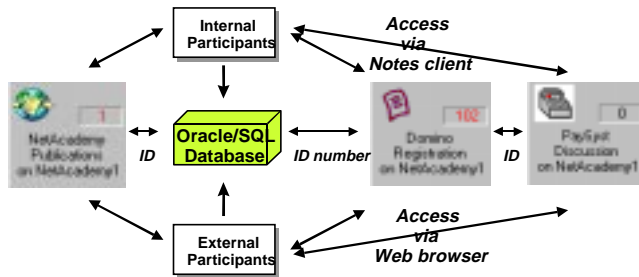 Internal
Participants
Access
via
Notes client
1
NetAcademy
Publications
on NetAcademy1
ID
Oracle/SQL
Database
ID number
102
Domino
Registration
on NetAcademy1
ID
0
Discussion
on NetAcademy1
External
Participants
Access
via
Web browser